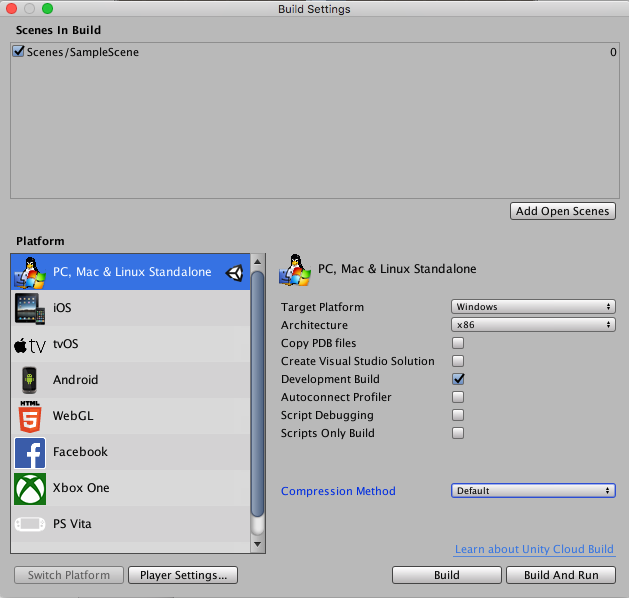 Build Settings
Scenes In Build
Scenes/SampleScene 0
Add Open Scenes
Platform
PC, Mac & Linux Standalone
iOS
tv tvOS
Android
HTML
5 WebGL
Facebook
Xbox One
PS Vita
PC, Mac & Linux Standalone
Target Platform Windows
Architecture x86
Copy PDB files
Create Visual Studio Solution
Development Build
Autoconnect Profiler
Script Debugging
Scripts Only Build
Compression Method Default
Learn about Unity Cloud Build
Switch Platform Player Settings... Build Build And Run